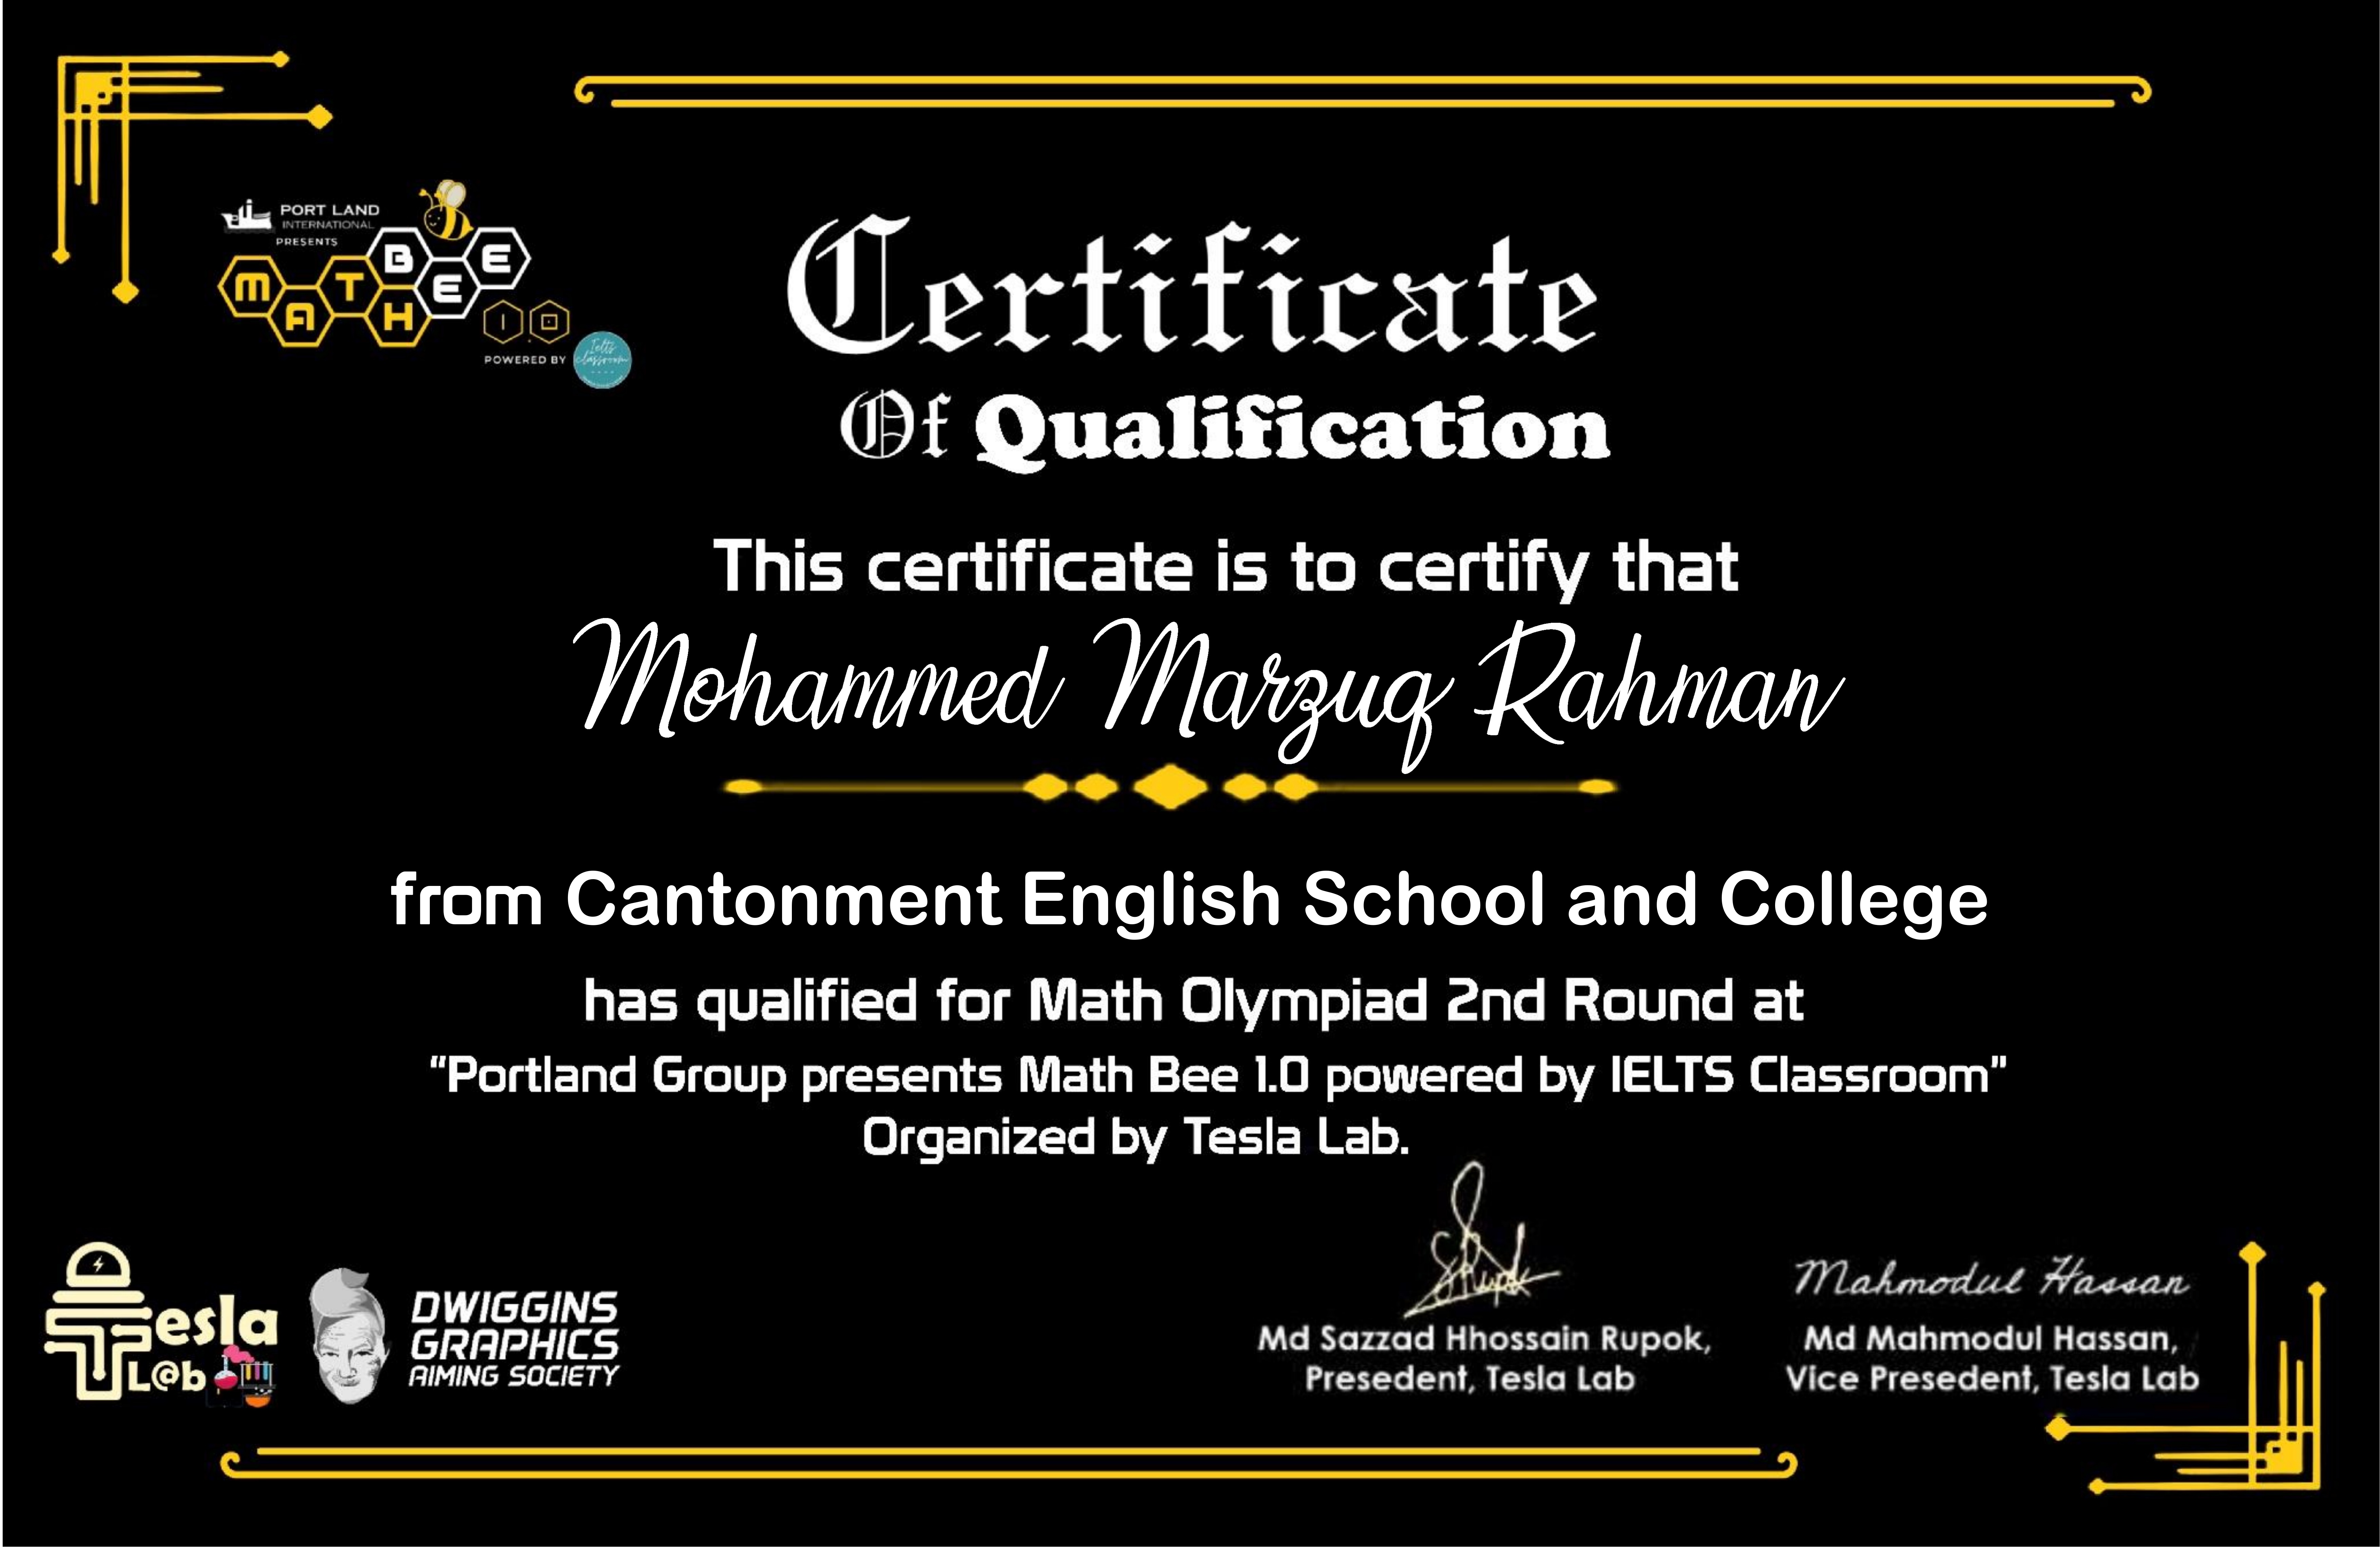 PORT LAND
INTERNATIONAL
PRESENTS
MATH BEE
1.0
POWERED BY
Ielts
classroom
Certificate
Of Qualification
This certificate is to certify that
Mohammed Marzuq Rahman
from Cantonment English School and College
has qualified for Math Olympiad 2nd Round at
“Portland Group presents Math Bee 1.0 powered by IELTS Classroom”
Organized by Tesla Lab.
Tesla
L@b
DWIGGINS
GRAPHICS
AIMING SOCIETY
Mahmodul Hassan
Md Sazzad Hhossain Rupok,
Presedent, Tesla Lab
Md Mahmodul Hassan,
Vice Presedent, Tesla Lab